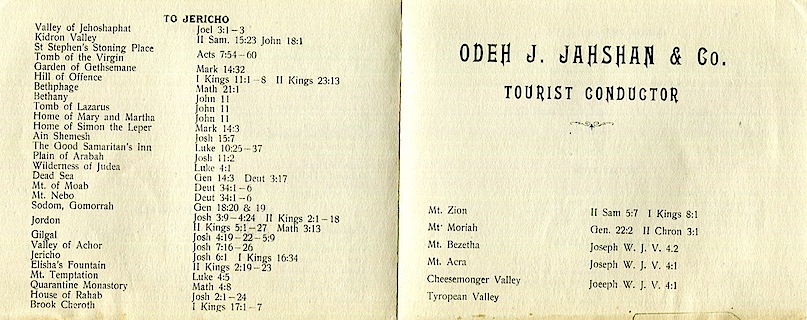 TO JERICHO
Valley of Jehoshaphat Joel 3:1–3
Kidron Valley II Sam. 15:23 John 18:1
St Stephen's Stoning Place
Tomb of the Virgin Acts 7:54–60
Garden of Gethsemane Mark 14:32
Hill of Offence I Kings 11:1–8 II Kings 23:13
Bethphage Math 21:1
Bethany John 11
Tomb of Lazarus John 11
Home of Mary and Martha John 11
Home of Simon the Leper Mark 14:3
Ain Shemesh Josh 15:7
The Good Samaritan's Inn Luke 10:25–37
Plain of Arabah Josh 11:2
Wilderness of Judea Luke 4:1
Dead Sea Gen 14:3 Deut 3:17
Mt. of Moab Deut 34:1–6
Mt. Nebo Deut 34:1–6
Sodom, Gomorrah Gen 18:20 & 19
Jordon Josh 3:9–4:24 II Kings 2:1–18
II Kings 5:1–27 Math 3:13
Gilgal Josh 4:19–22–5:9
Valley of Achor Josh 7:16–26
Jericho Josh 6:1 I Kings 16:34
Elisha's Fountain II Kings 2:19–23
Mt. Temptation Luke 4:5
Quarantine Monastory Math 4:8
House of Rahab Josh 2:1–24
Brook Cheroth I Kings 17:1–7
ODEH J. JAHSHAN & Co.
TOURIST CONDUCTOR
Mt. Zion II Sam 5:7 I Kings 8:1
Mt. Moriah Gen. 22:2 II Chron 3:1
Mt. Bezetha Joseph W. J. V. 4.2
Mt. Acra Joseph W. J. V. 4:1
Cheesemonger Valley Joeeph W. J. V. 4:1
Tyropean Valley